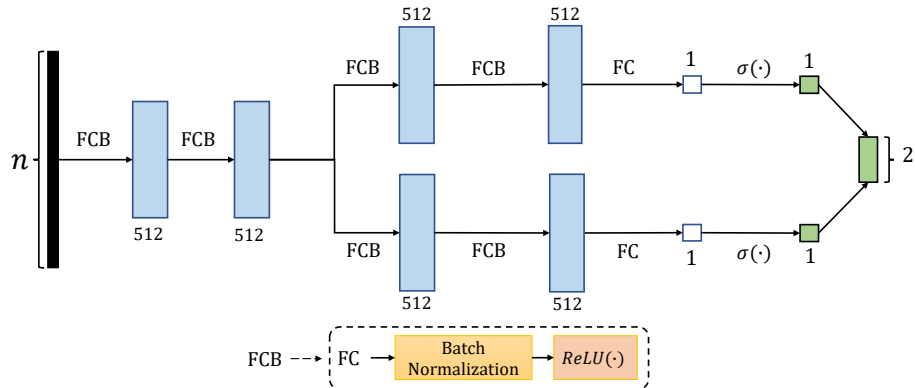 512
512
FCB
FCB
FC
1
σ(·)
1
n
FCB
FCB
2
512
512
FCB
FCB
FC
1
σ(·)
1
512
512
FCB
FC
Batch
Normalization
ReLU(·)